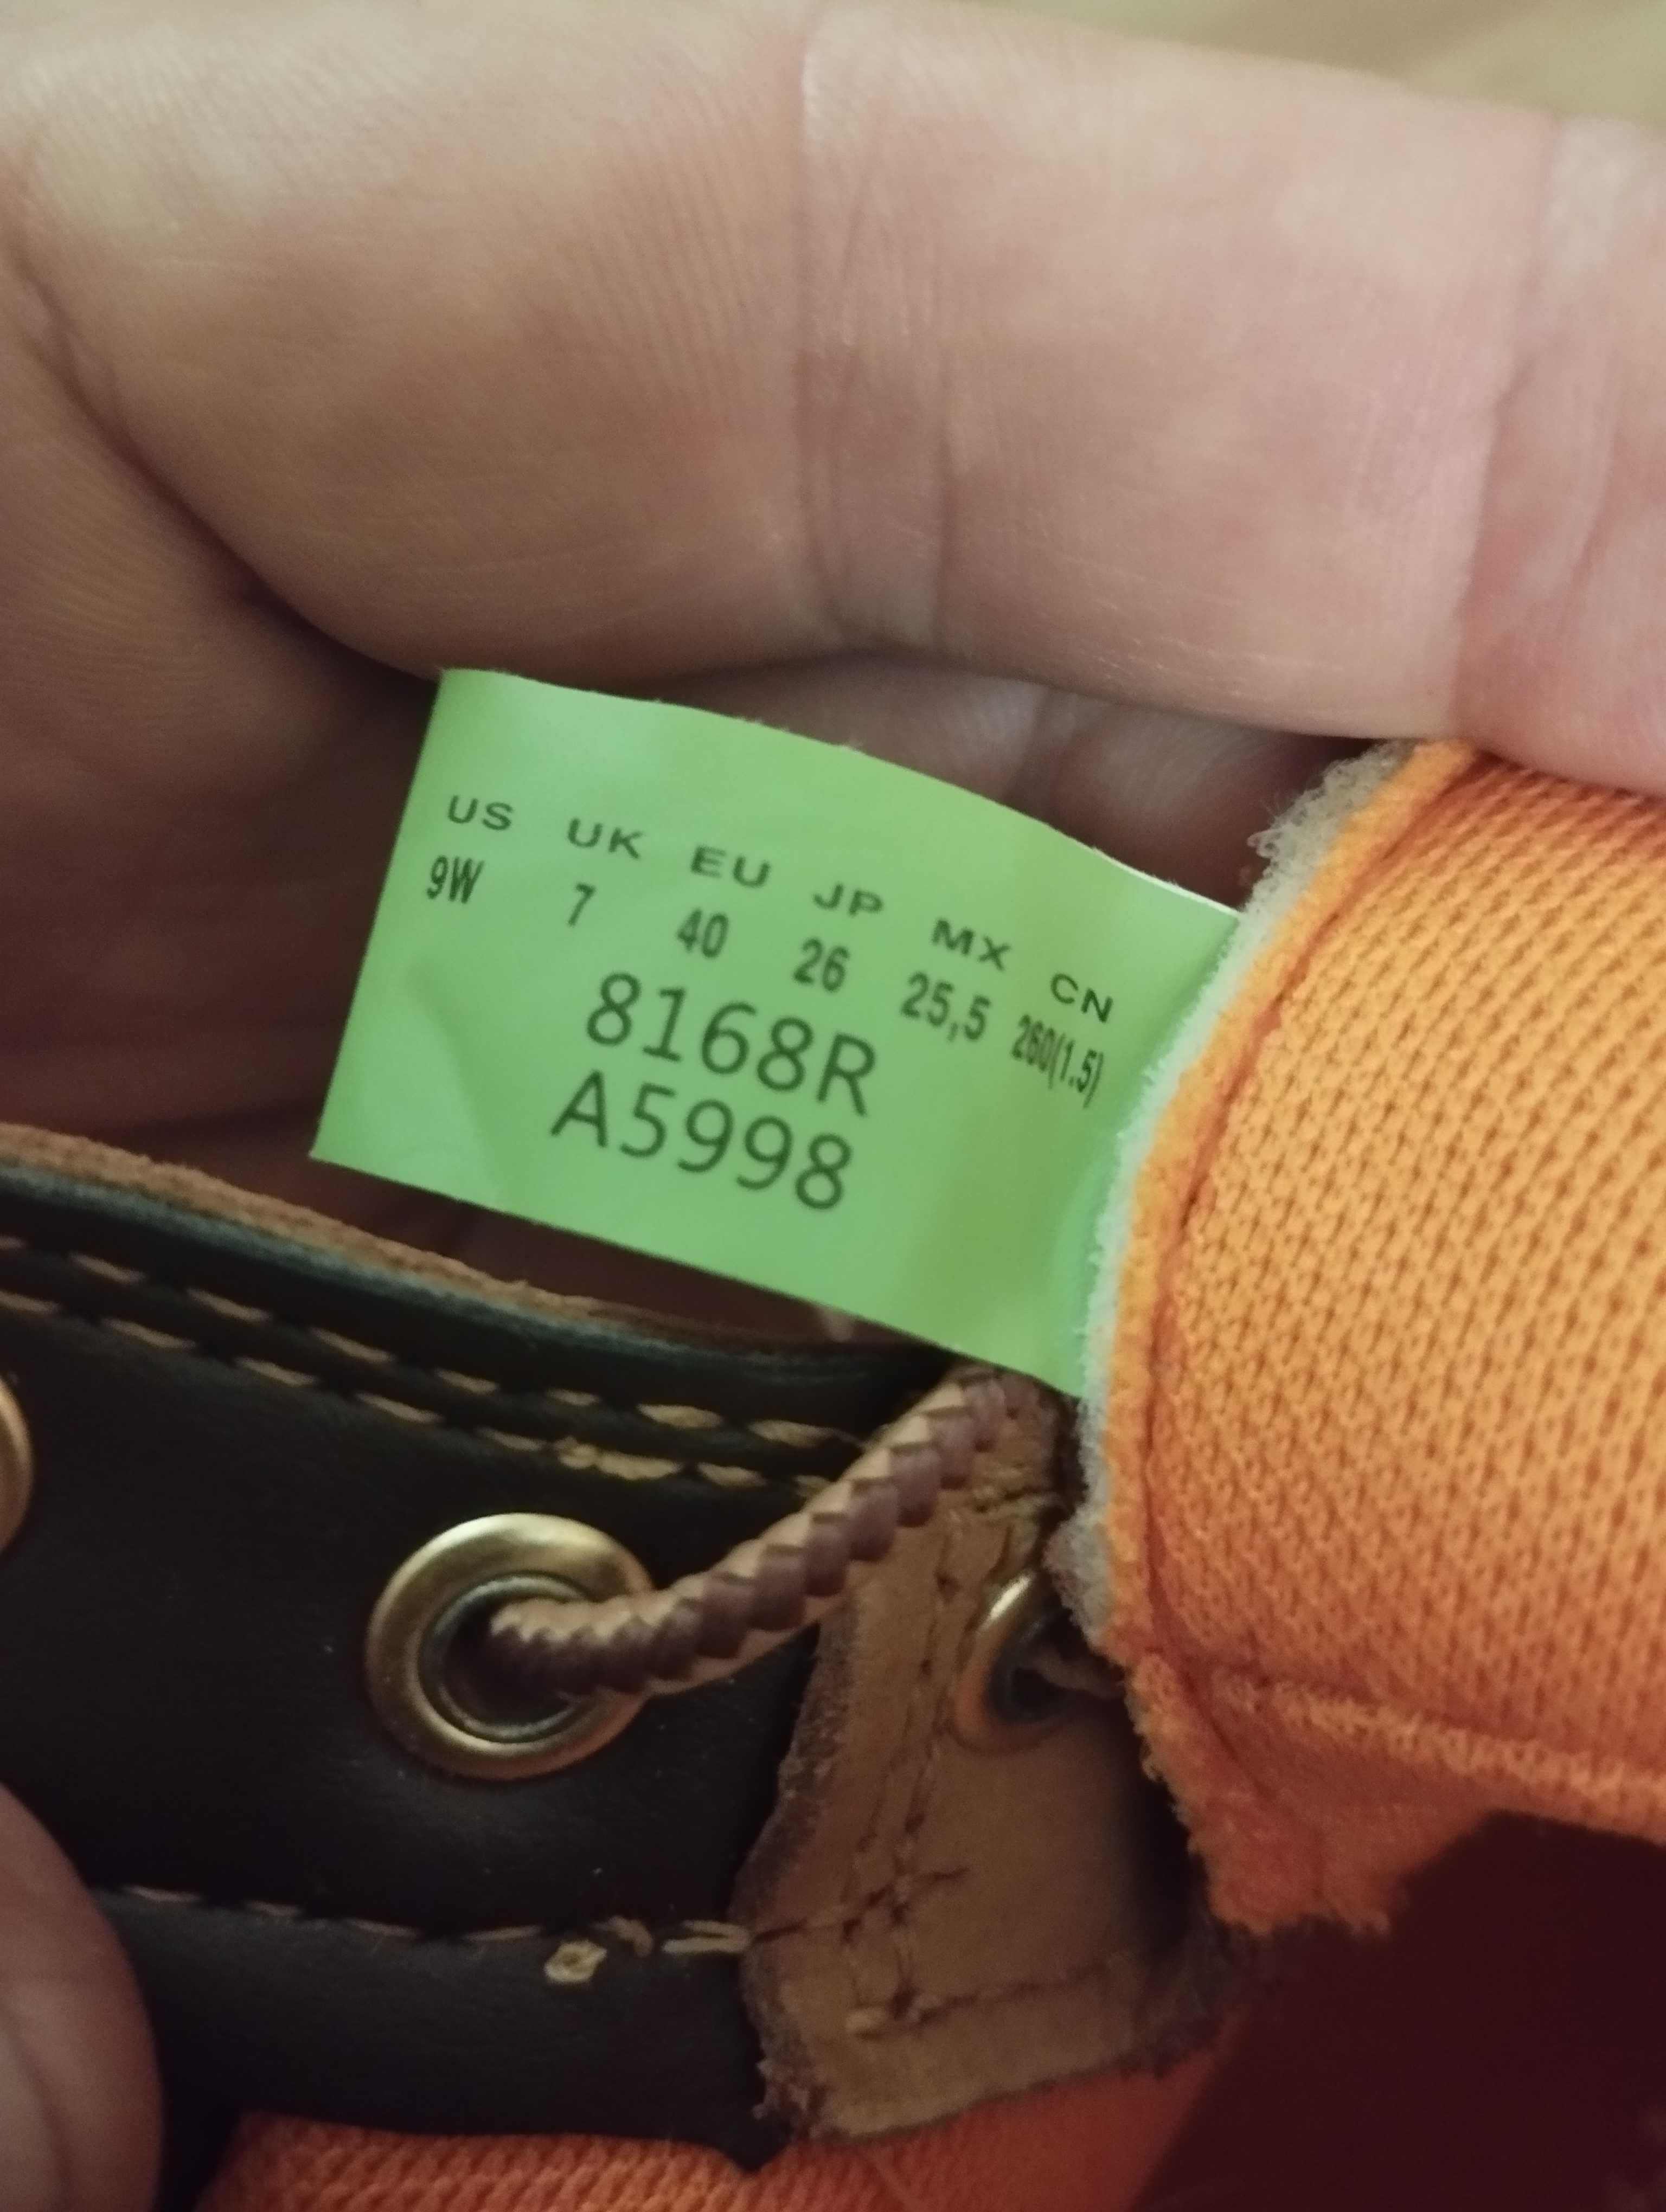 US UK EU JP MX CN
9W 7 40 26 25,5 260(1.5)
8168R
A5998